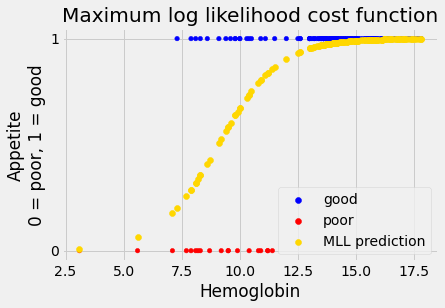 Maximum log likelihood cost function
1
0
Appetite
0 = poor, 1 = good
good
poor
MLL prediction
2.5 5.0 7.5 10.0 12.5 15.0 17.5
Hemoglobin